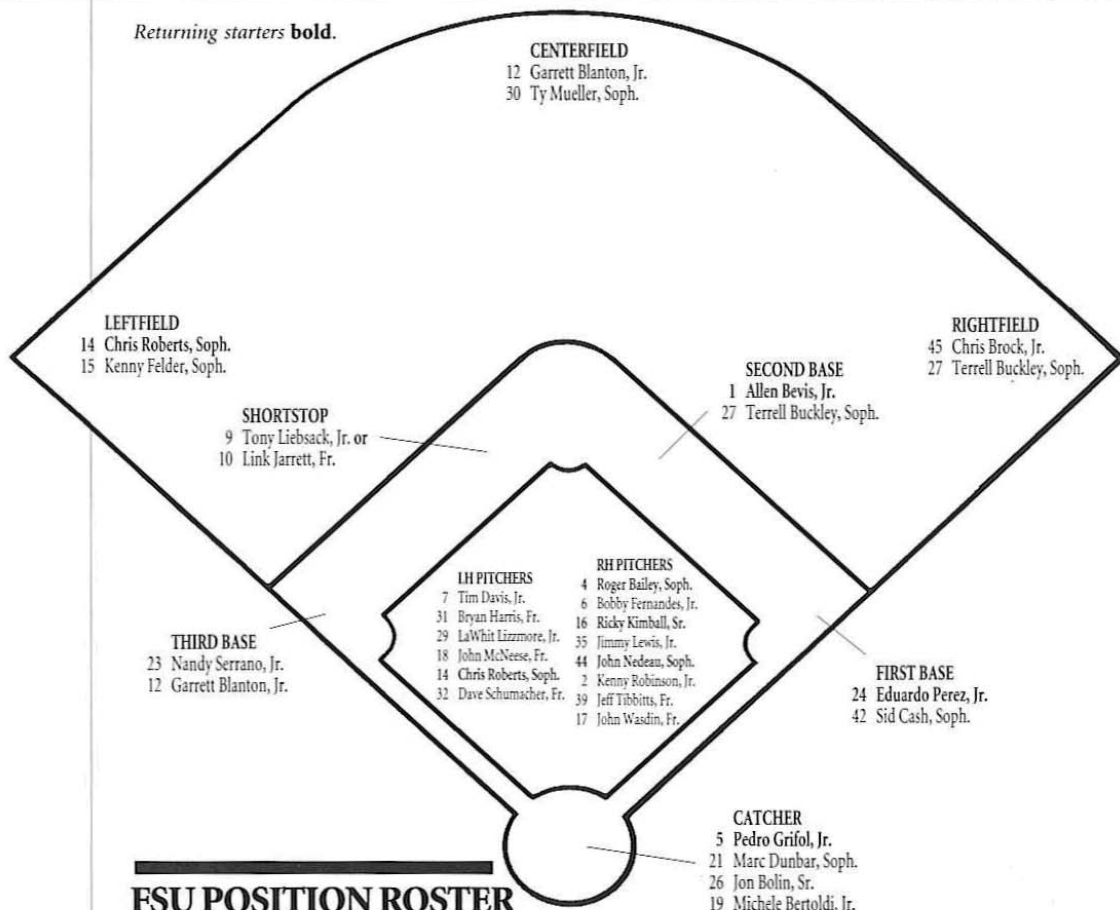 Returning starters bold.
CENTERFIELD
12 Garrett Blanton, Jr.
30 Ty Mueller, Soph.
LEFTFIELD
14 Chris Roberts, Soph.
15 Kenny Felder, Soph.
RIGHTFIELD
45 Chris Brock, Jr.
27 Terrell Buckley, Soph.
SECOND BASE
1 Allen Bevis, Jr.
27 Terrell Buckley, Soph.
SHORTSTOP
9 Tony Liebsack, Jr. or
10 Link Jarrett, Fr.
LH PITCHERS
7 Tim Davis, Jr.
31 Bryan Harris, Fr.
29 LaWhit Lizzmore, Jr.
18 John McNeese, Fr.
14 Chris Roberts, Soph.
32 Dave Schumacher, Fr.
RH PITCHERS
4 Roger Bailey, Soph.
6 Bobby Fernandes, Jr.
16 Ricky Kimball, Sr.
35 Jimmy Lewis, Jr.
44 John Nedeau, Soph.
2 Kenny Robinson, Jr.
39 Jeff Tibbitts, Fr.
17 John Wasdin, Fr.
THIRD BASE
23 Nandy Serrano, Jr.
12 Garrett Blanton, Jr.
FIRST BASE
24 Eduardo Perez, Jr.
42 Sid Cash, Soph.
CATCHER
5 Pedro Grifol, Jr.
21 Marc Dunbar, Soph.
26 Jon Bolin, Sr.
19 Michele Bertoldi, Jr.
FSU POSITION ROSTER